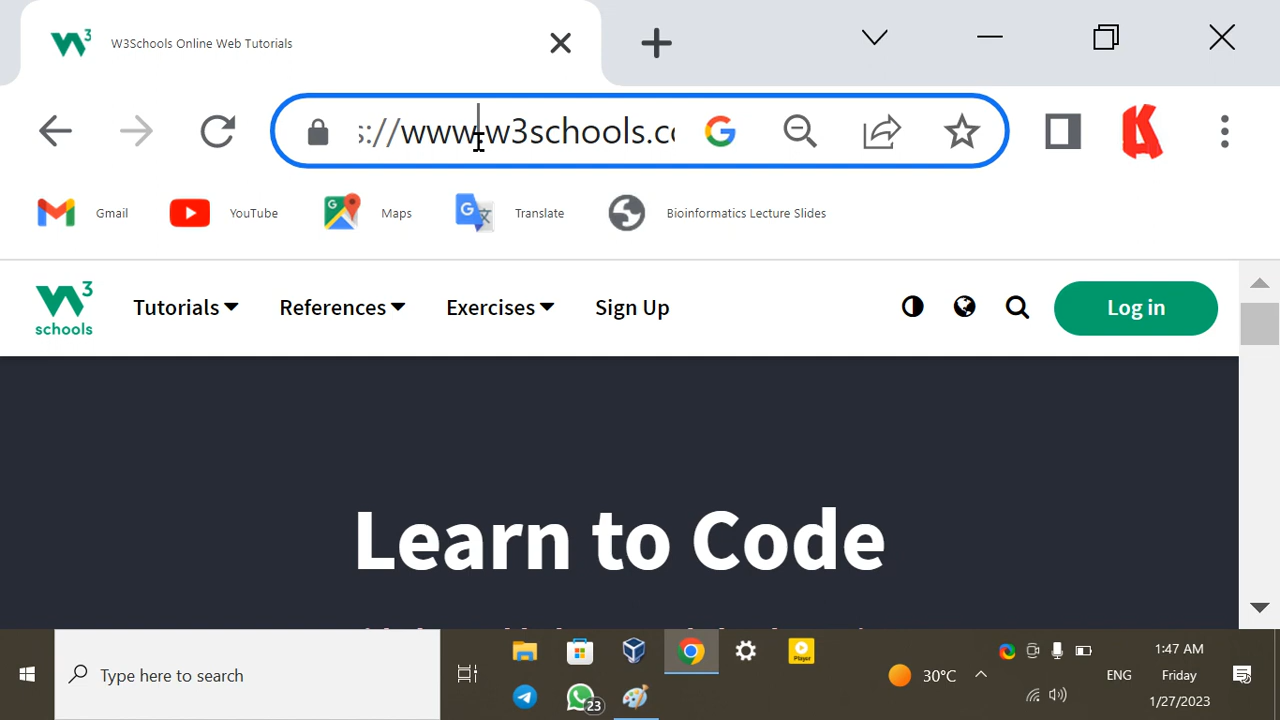 W3Schools Online Web Tutorials
s://www.w3schools.co
Gmail YouTube Maps Translate Bioinformatics Lecture Slides
W3 schools Tutorials References Exercises Sign Up Log in
Learn to Code
Type here to search
Player
23
30°C
ENG
1:47 AM
Friday
1/27/2023